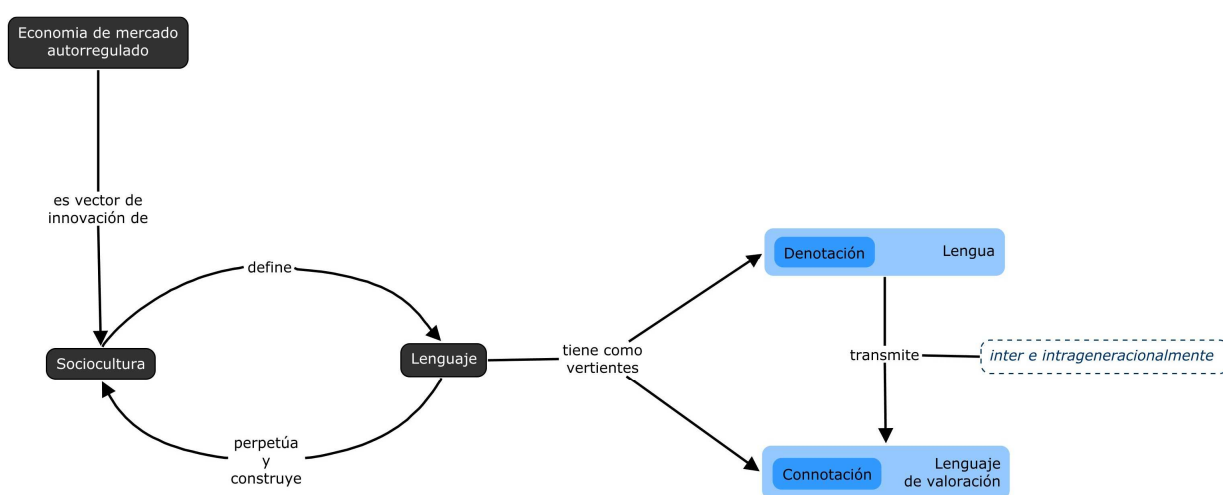 Economia de mercado
autorregulado
es vector de
innovación de
define
Sociocultura
Lenguaje
perpetúa
y
construye
tiene como
vertientes
Denotación
Lengua
transmite
inter e intrageneracionalmente
Connotación
Lenguaje
de valoración